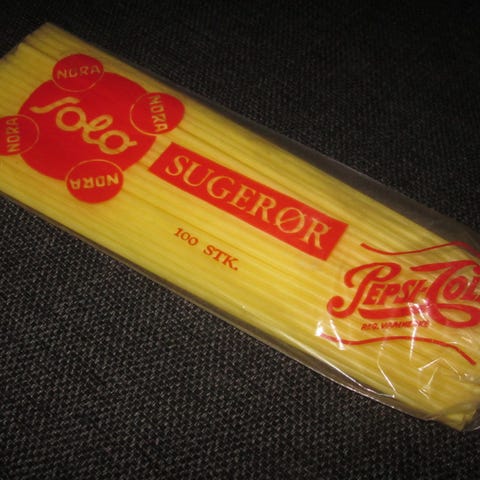 NORA
NORA
NORA
Solo
NORA
SUGERØR
100 STK.
PEPSI-COLA
REG. VAREMERKE